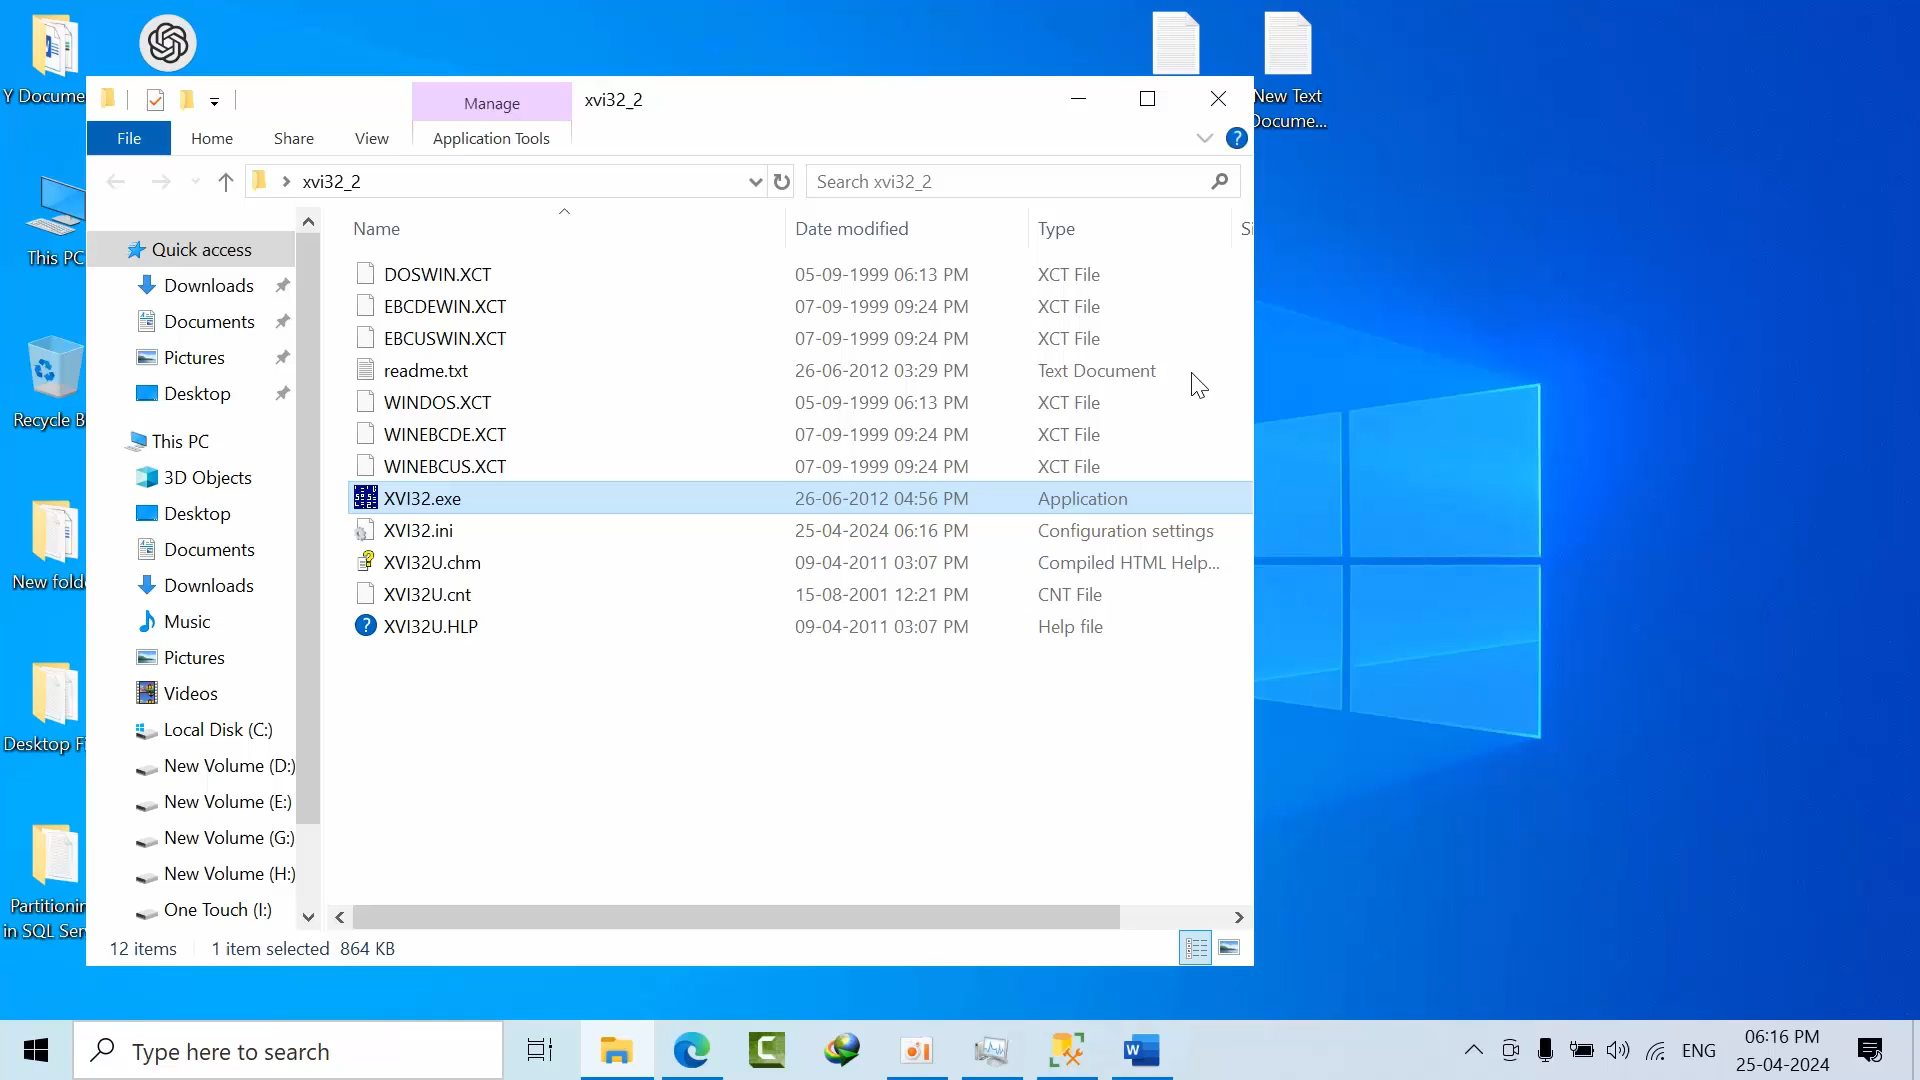 Y Docume
This PC
Recycle B
New folde
Desktop Fi
Partitionin
in SQL Serv
New Text
Docume...
Manage
xvi32_2
File
Home
Share
View
Application Tools
xvi32_2
Search xvi32_2
Quick access
Downloads
Documents
Pictures
Desktop
This PC
3D Objects
Desktop
Documents
Downloads
Music
Pictures
Videos
Local Disk (C:)
New Volume (D:)
New Volume (E:)
New Volume (G:)
New Volume (H:)
One Touch (I:)
Name Date modified Type Si
DOSWIN.XCT 05-09-1999 06:13 PM XCT File
EBCDEWIN.XCT 07-09-1999 09:24 PM XCT File
EBCUSWIN.XCT 07-09-1999 09:24 PM XCT File
readme.txt 26-06-2012 03:29 PM Text Document
WINDOS.XCT 05-09-1999 06:13 PM XCT File
WINEBCDE.XCT 07-09-1999 09:24 PM XCT File
WINEBCUS.XCT 07-09-1999 09:24 PM XCT File
XVI32.exe 26-06-2012 04:56 PM Application
XVI32.ini 25-04-2024 06:16 PM Configuration settings
XVI32U.chm 09-04-2011 03:07 PM Compiled HTML Help...
XVI32U.cnt 15-08-2001 12:21 PM CNT File
XVI32U.HLP 09-04-2011 03:07 PM Help file
12 items 1 item selected 864 KB
Type here to search
ENG
06:16 PM
25-04-2024